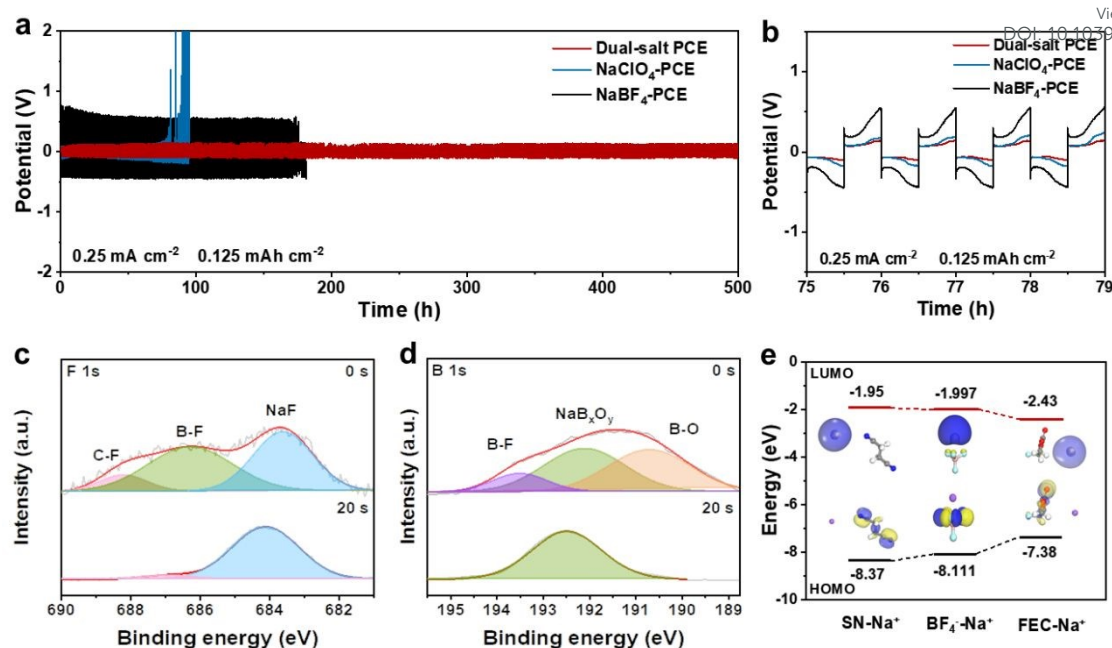 Vie
DOI: 10.1039
a
Dual-salt PCE
NaClO₄-PCE
NaBF₄-PCE
0.25 mA cm⁻² 0.125 mAh cm⁻²
Potential (V)
2
1
0
-1
-2
0 100 200 300 400 500
Time (h)
b
Dual-salt PCE
NaClO₄-PCE
NaBF₄-PCE
0.25 mA cm⁻² 0.125 mAh cm⁻²
Potential (V)
1
0
-1
75 76 77 78 79
Time (h)
c
F 1s
0 s
NaF
B-F
C-F
20 s
Intensity (a.u.)
690 688 686 684 682
Binding energy (eV)
d
B 1s
0 s
NaBₓOᵧ
B-F
B-O
20 s
Intensity (a.u.)
195 194 193 192 191 190 189
Binding energy (eV)
e
LUMO
-1.95
-1.997
-2.43
-8.37
-8.111
-7.38
HOMO
Energy (eV)
0
-2
-4
-6
-8
-10
SN-Na⁺ BF₄⁻-Na⁺ FEC-Na⁺